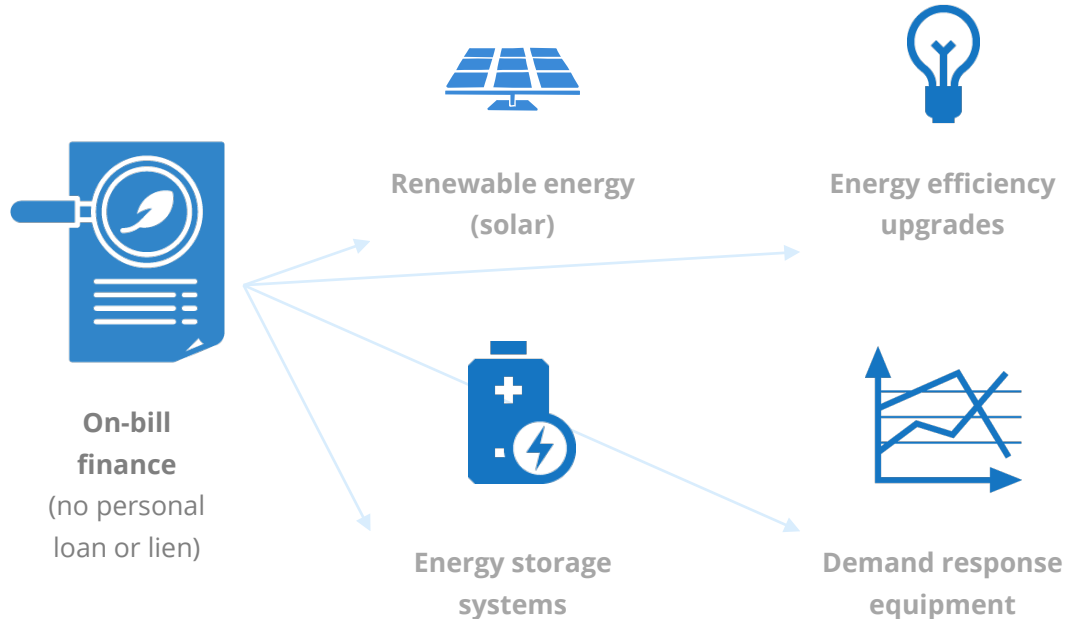 On-bill
finance
(no personal
loan or lien)
Renewable energy
(solar)
Energy efficiency
upgrades
Energy storage
systems
Demand response
equipment